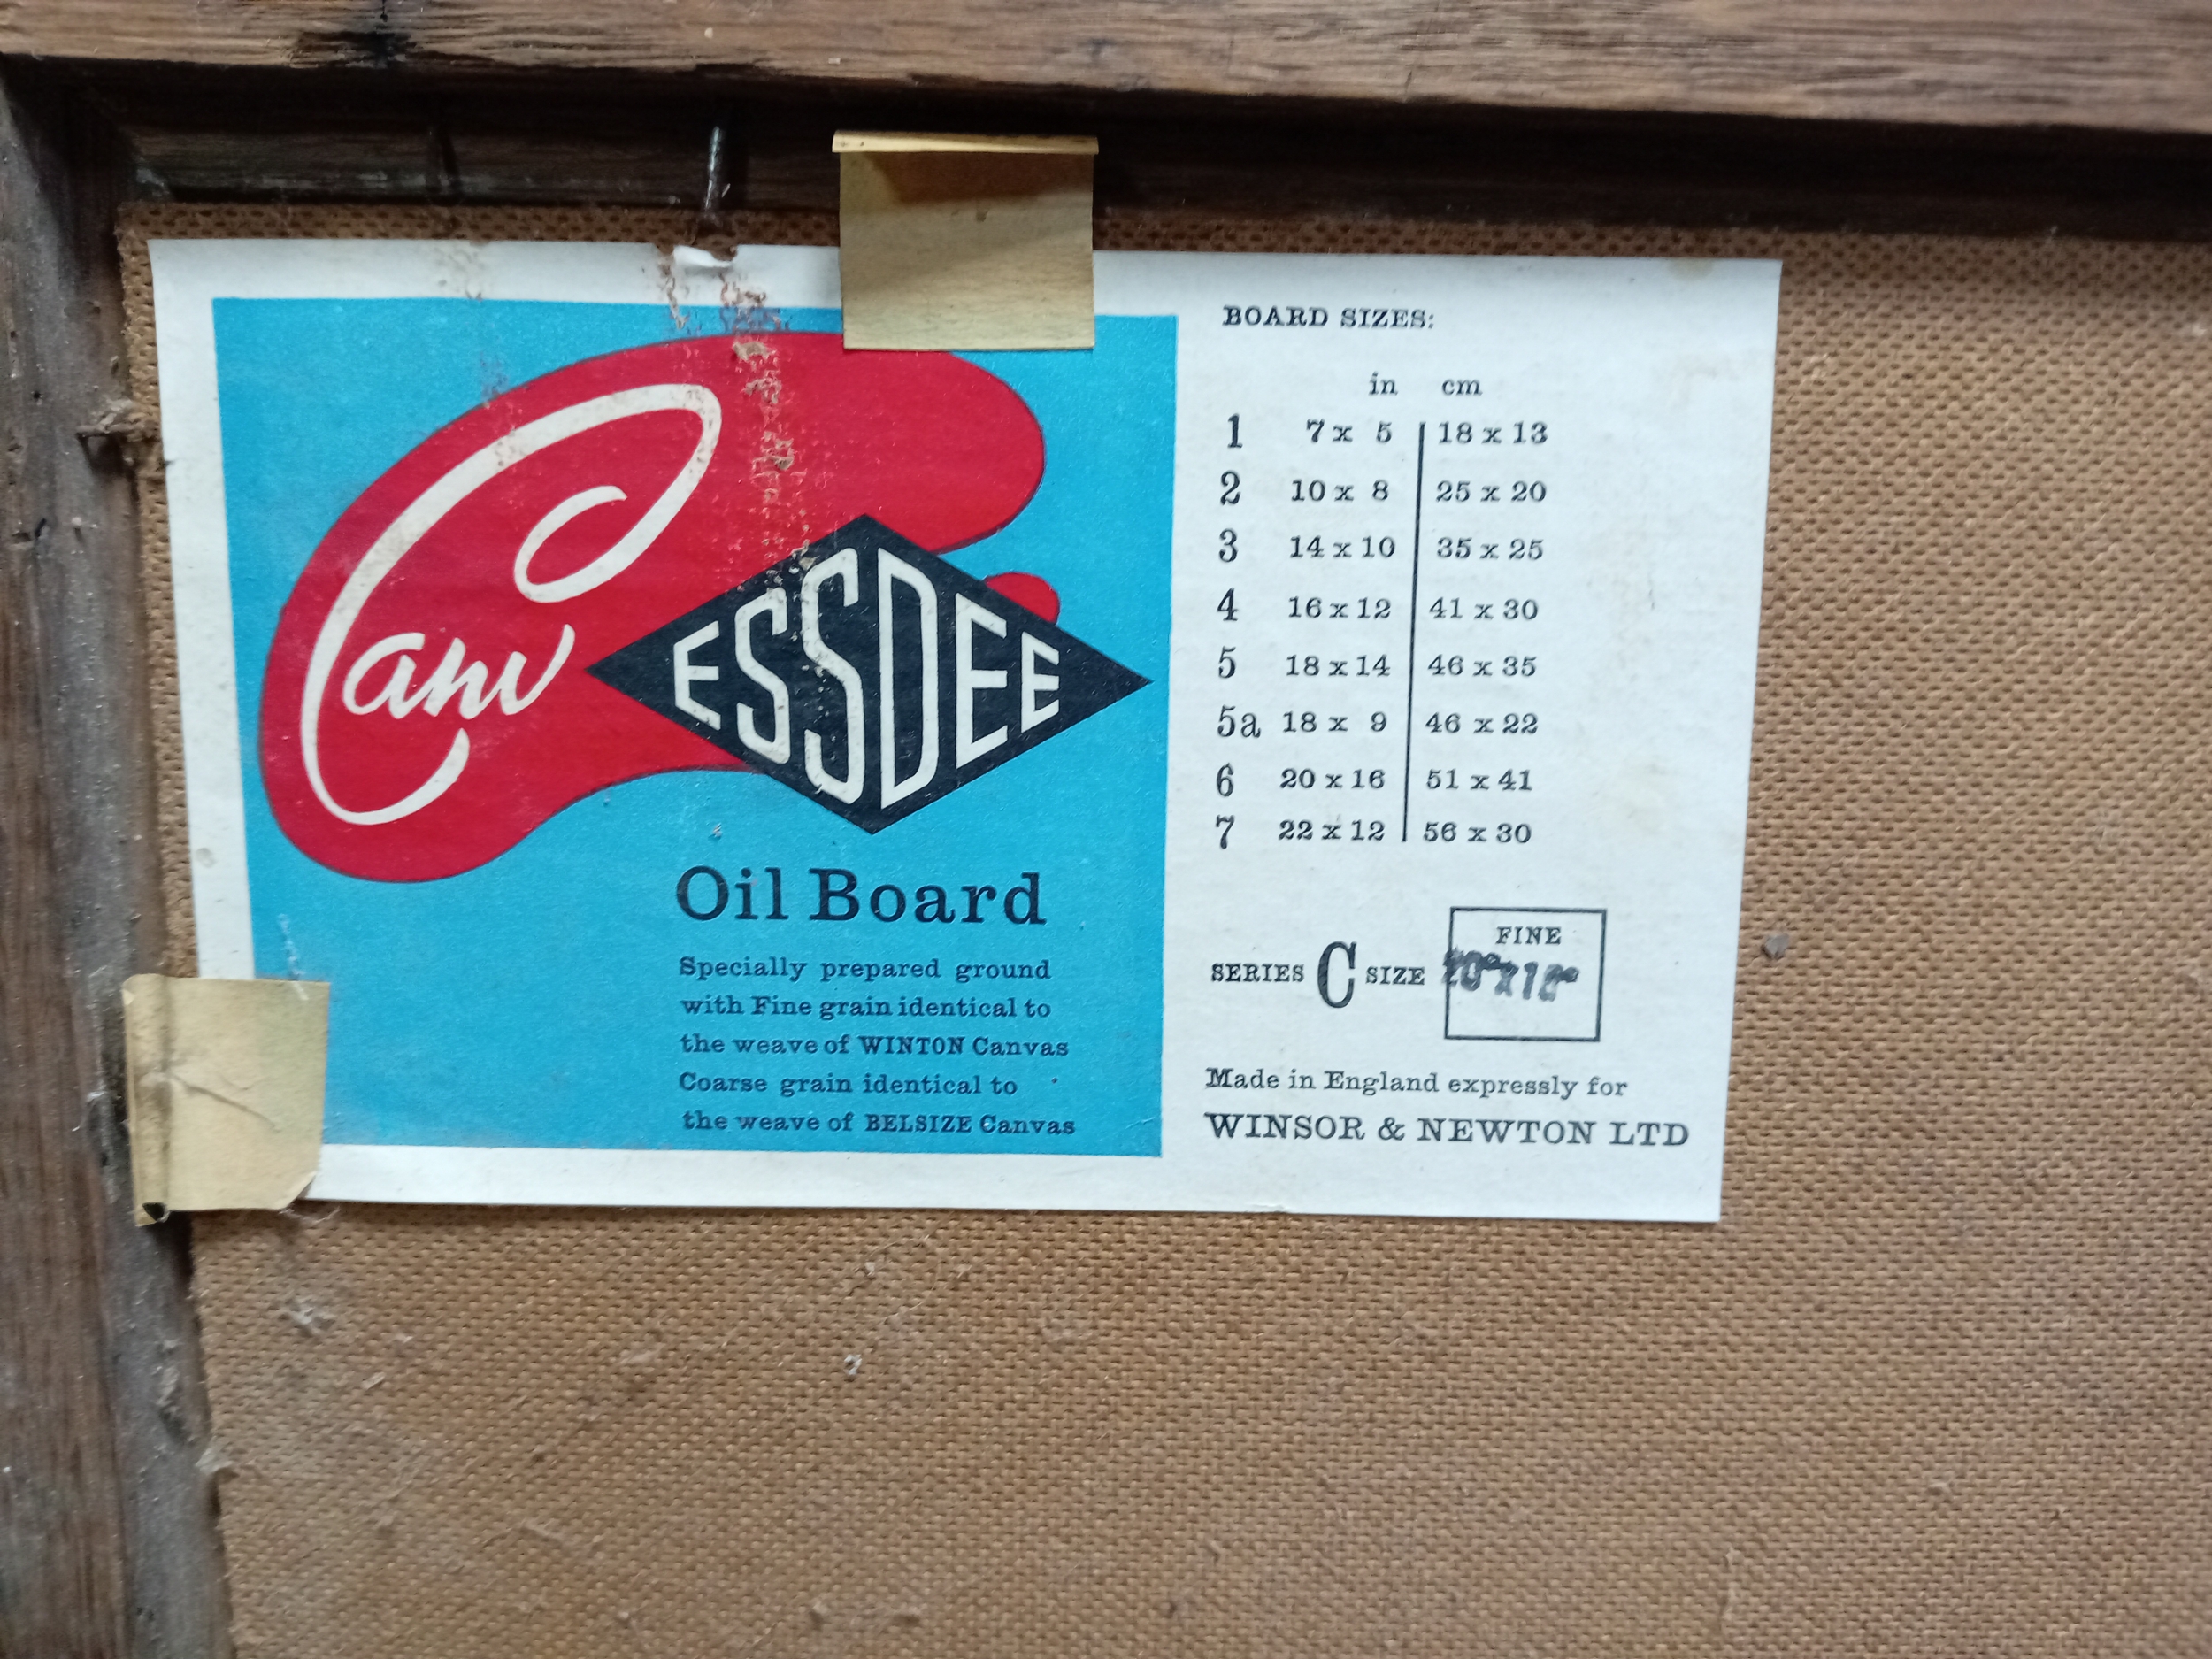 Canv
ESSDEE
Oil Board
Specially prepared ground
with Fine grain identical to
the weave of WINTON Canvas
Coarse grain identical to
the weave of BELSIZE Canvas
BOARD SIZES:
in cm
1 7 x 5 18 x 13
2 10 x 8 25 x 20
3 14 x 10 35 x 25
4 16 x 12 41 x 30
5 18 x 14 46 x 35
5a 18 x 9 46 x 22
6 20 x 16 51 x 41
7 22 x 12 56 x 30
FINE
SERIES C SIZE
Made in England expressly for
WINSOR & NEWTON LTD